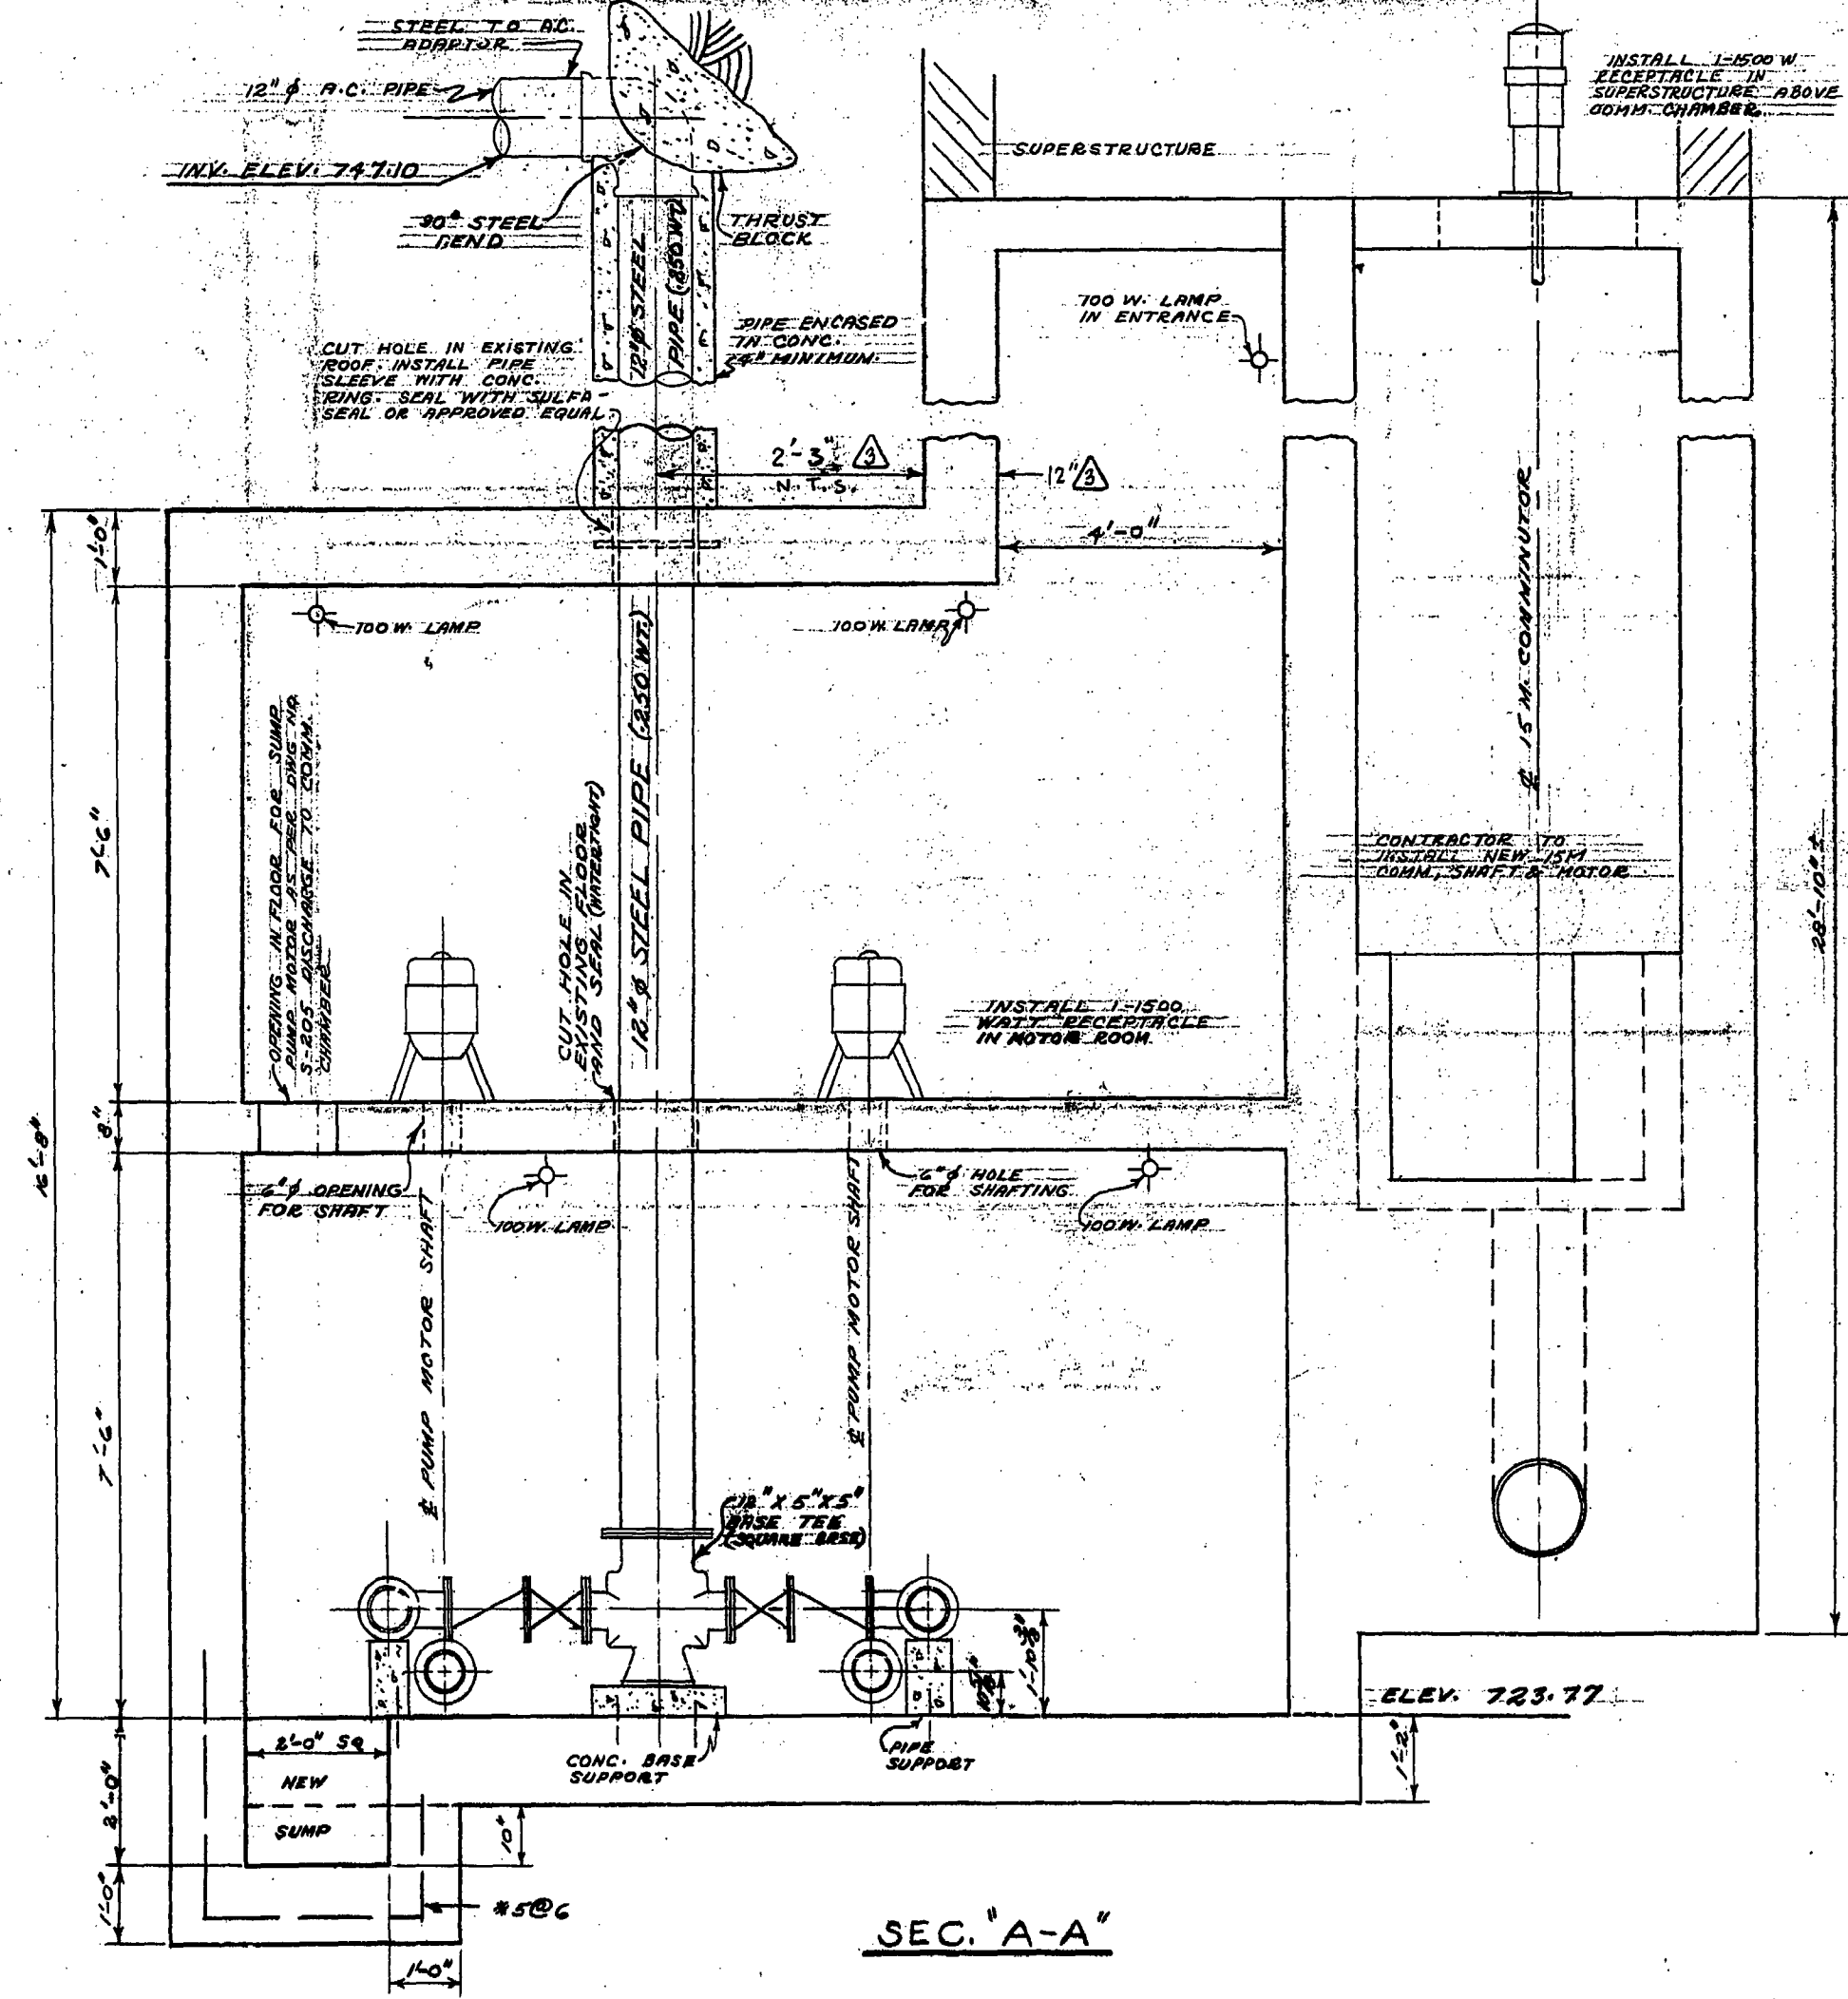 STEEL TO A.C.
ADAPTOR
12" ø A.C. PIPE
INV. ELEV. 747.10
90° STEEL
BEND
THRUST
BLOCK
12"ø STEEL
PIPE (.250 WT.)
PIPE ENCASED
IN CONC.
4" MINIMUM.
CUT HOLE IN EXISTING
ROOF. INSTALL PIPE
SLEEVE WITH CONC.
RING. SEAL WITH SULFA-
SEAL OR APPROVED EQUAL.
SUPERSTRUCTURE
INSTALL 1-1500 W
RECEPTACLE IN
SUPERSTRUCTURE ABOVE
COMM. CHAMBER.
100 W. LAMP
IN ENTRANCE
2'-3" 3
N.T.S.
12" 3
4'-0"
1'-0"
7'-6"
8"
16'-8"
7'-6"
2'-0"
1'-0"
100 W. LAMP
100 W. LAMP
OPENING IN FLOOR FOR SUMP
PUMP MOTOR AS PER DWG NO.
S-205 DISCHARGE TO COMM.
CHAMBER
CUT HOLE IN
EXISTING FLOOR
AND SEAL (WATERTIGHT)
12" ø STEEL PIPE (.250 WT.)
INSTALL 1-1500
WATT RECEPTACLE
IN MOTOR ROOM
℄ 15 M. COMMINUTOR
CONTRACTOR TO
INSTALL NEW 15M
COMM, SHAFT & MOTOR
28'-10" ±
6" ø OPENING
FOR SHAFT
100 W. LAMP
6" ø HOLE
FOR SHAFTING
100 W. LAMP
℄ PUMP MOTOR SHAFT
℄ PUMP MOTOR SHAFT
12" X 5" X 5"
BASE TEE
(SQUARE BASE)
1'-10⅜"
ELEV. 723.77
1'-2"
2'-0" SQ
NEW
SUMP
CONC. BASE
SUPPORT
PIPE
SUPPORT
10"
#5@6
1'-0"
SEC. "A-A"